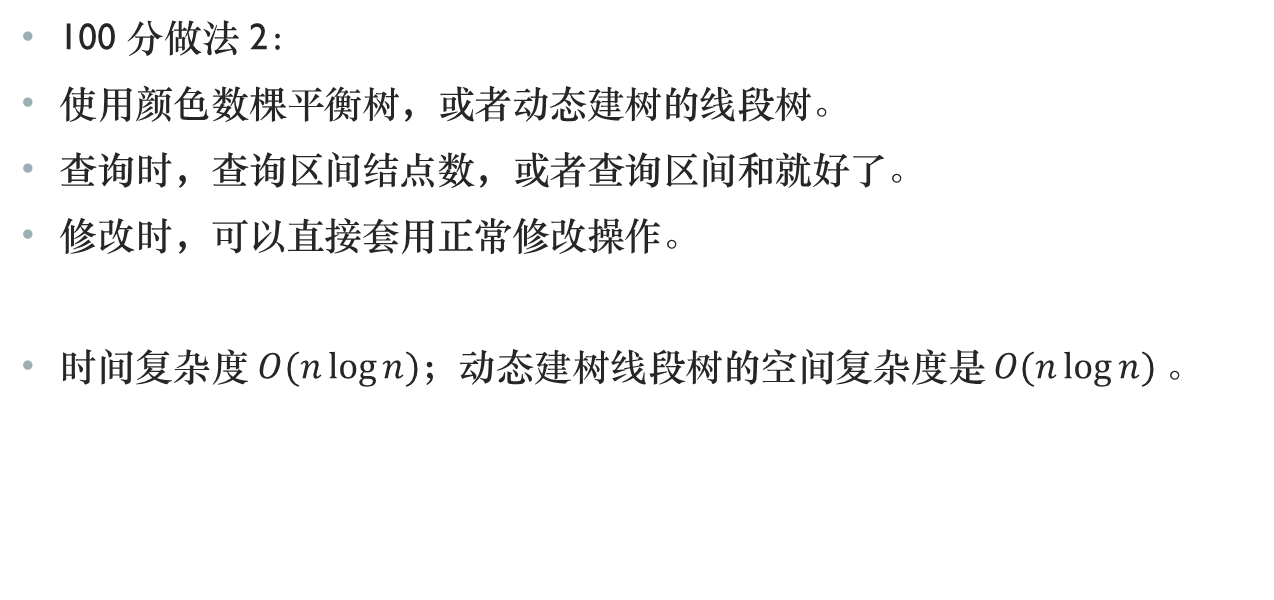 • 100 分做法 2：
• 使用颜色数棵平衡树，或者动态建树的线段树。
• 查询时，查询区间结点数，或者查询区间和就好了。
• 修改时，可以直接套用正常修改操作。
• 时间复杂度 O(n log n)；动态建树线段树的空间复杂度是 O(n log n) 。